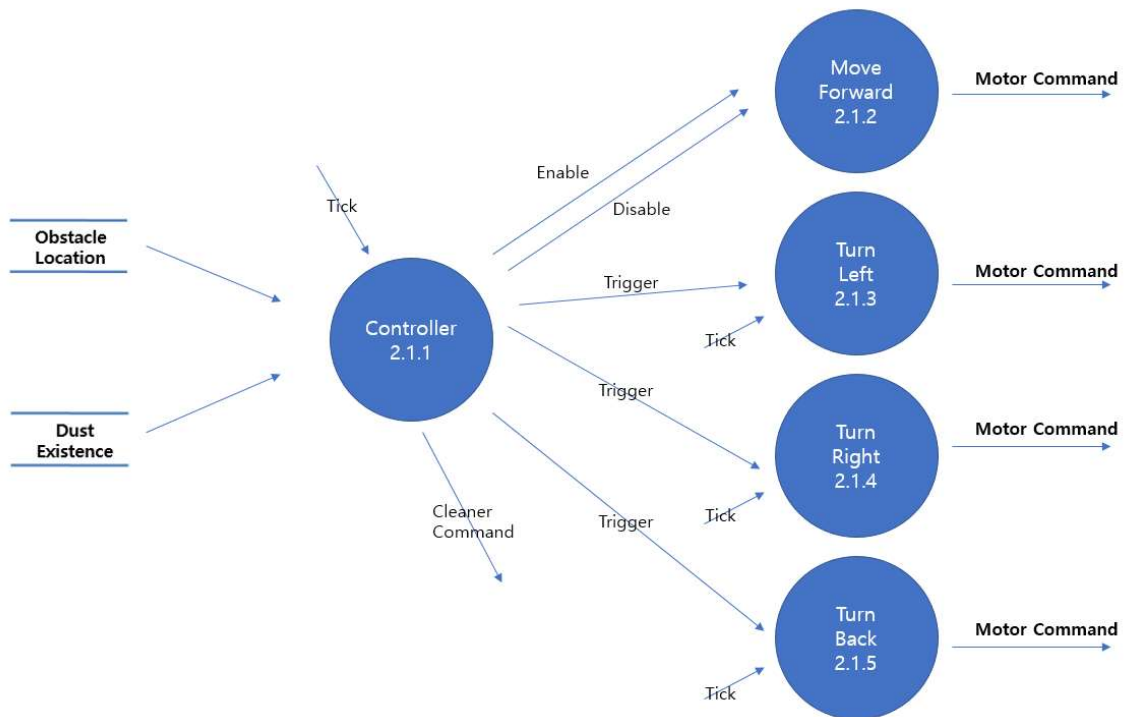 Move
Forward
2.1.2
Motor Command
Enable
Tick
Disable
Obstacle
Location
Turn
Left
2.1.3
Motor Command
Trigger
Controller
2.1.1
Tick
Trigger
Turn
Right
2.1.4
Motor Command
Dust
Existence
Cleaner
Command
Trigger
Tick
Turn
Back
2.1.5
Motor Command
Tick